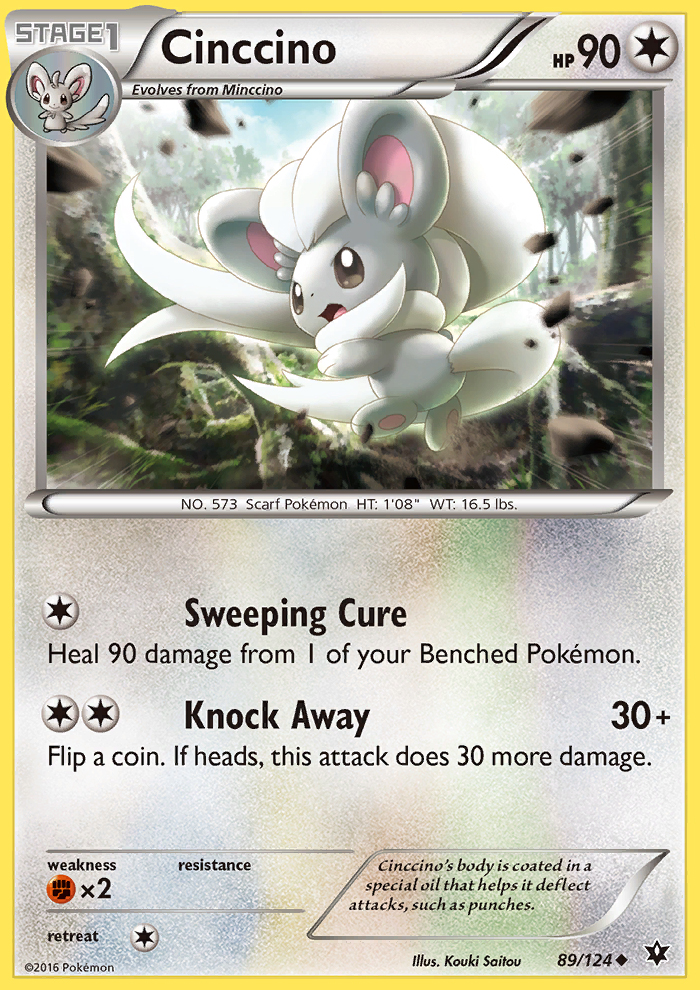 STAGE1
Cinccino
HP90
Evolves from Minccino
NO. 573 Scarf Pokémon HT: 1'08" WT: 16.5 lbs.
Sweeping Cure
Heal 90 damage from 1 of your Benched Pokémon.
Knock Away 30+
Flip a coin. If heads, this attack does 30 more damage.
weakness resistance
×2
retreat
Cinccino's body is coated in a
special oil that helps it deflect
attacks, such as punches.
©2016 Pokémon
Illus. Kouki Saitou 89/124